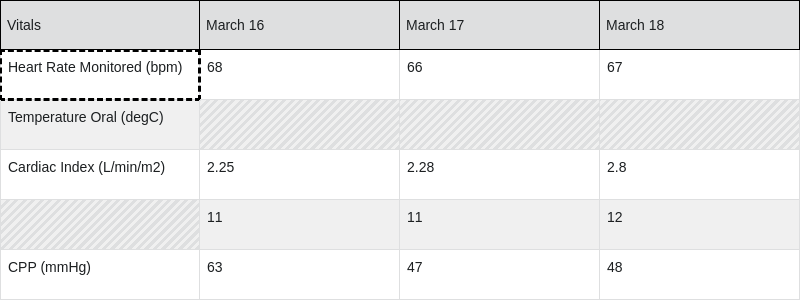 Vitals March 16 March 17 March 18
Heart Rate Monitored (bpm) 68 66 67
Temperature Oral (degC)
Cardiac Index (L/min/m2) 2.25 2.28 2.8
11 11 12
CPP (mmHg) 63 47 48